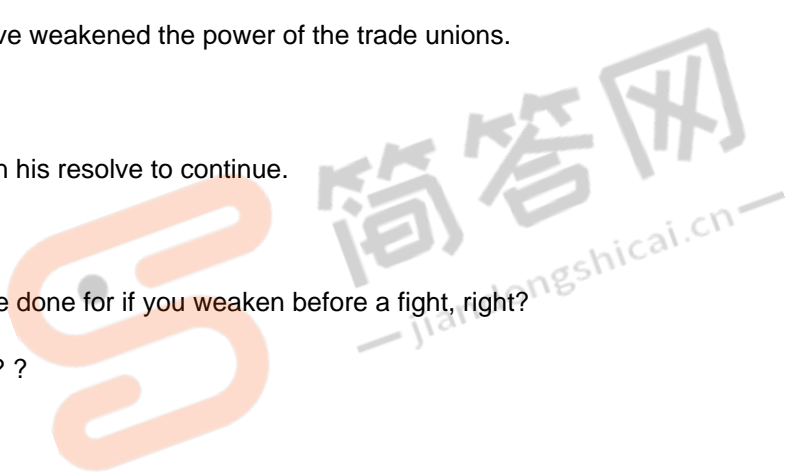 ve weakened the power of the trade unions.
n his resolve to continue.
e done for if you weaken before a fight, right?
? ?
简答网
jiandongshicai.cn